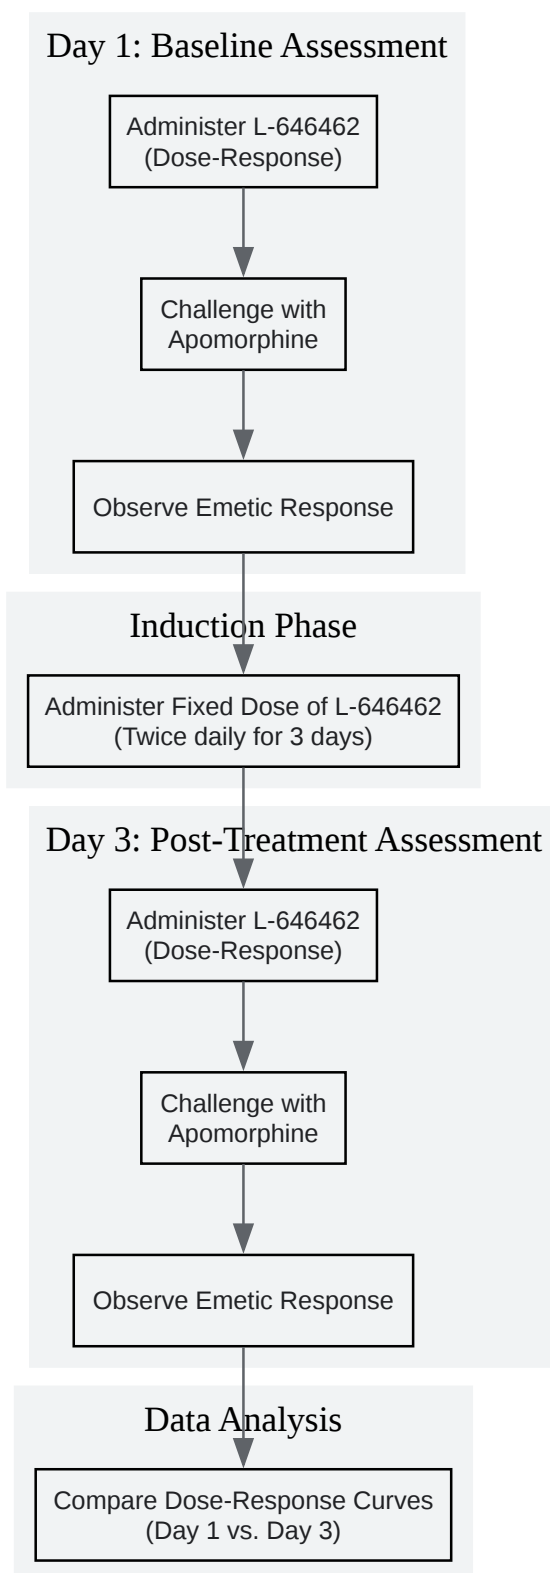 Day 1: Baseline Assessment
Administer L-646462
(Dose-Response)
Challenge with
Apomorphine
Observe Emetic Response
Induction Phase
Administer Fixed Dose of L-646462
(Twice daily for 3 days)
Day 3: Post-Treatment Assessment
Administer L-646462
(Dose-Response)
Challenge with
Apomorphine
Observe Emetic Response
Data Analysis
Compare Dose-Response Curves
(Day 1 vs. Day 3)